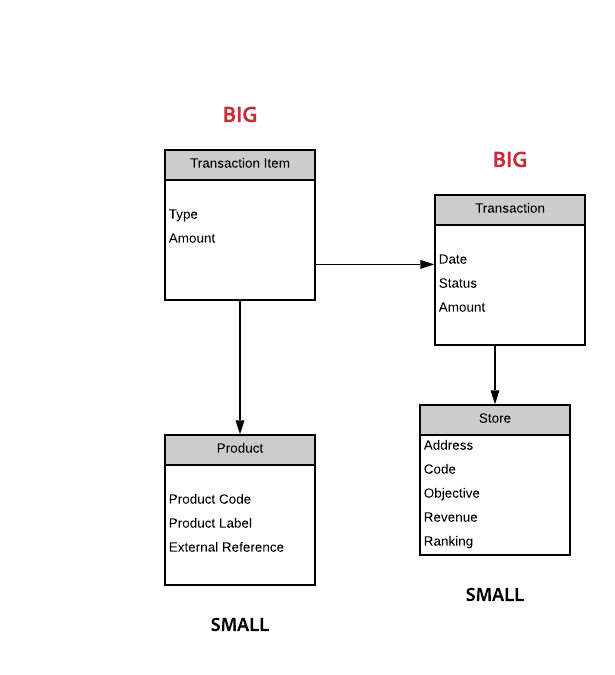 BIG
Transaction Item
Type
Amount
BIG
Transaction
Date
Status
Amount
Product
Product Code
Product Label
External Reference
SMALL
Store
Address
Code
Objective
Revenue
Ranking
SMALL